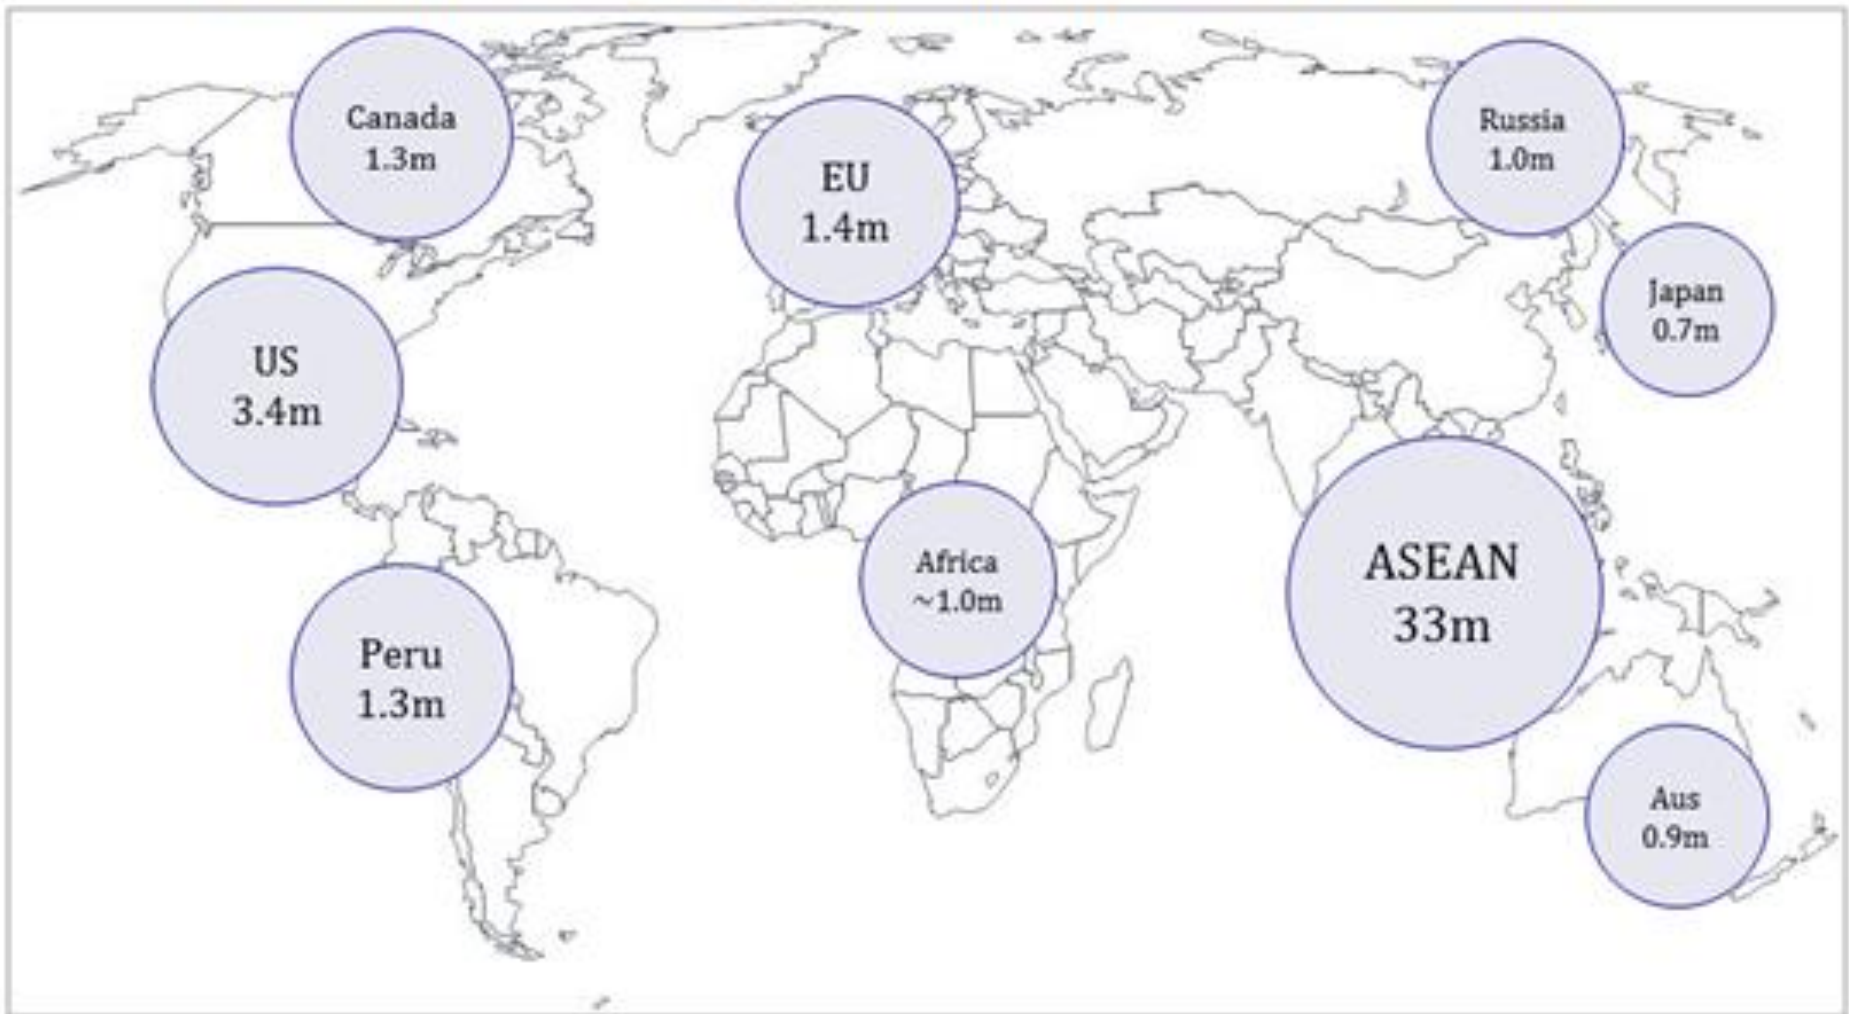 Canada
1.3m
EU
1.4m
Russia
1.0m
Japan
0.7m
US
3.4m
Africa
~1.0m
ASEAN
33m
Peru
1.3m
Aus
0.9m